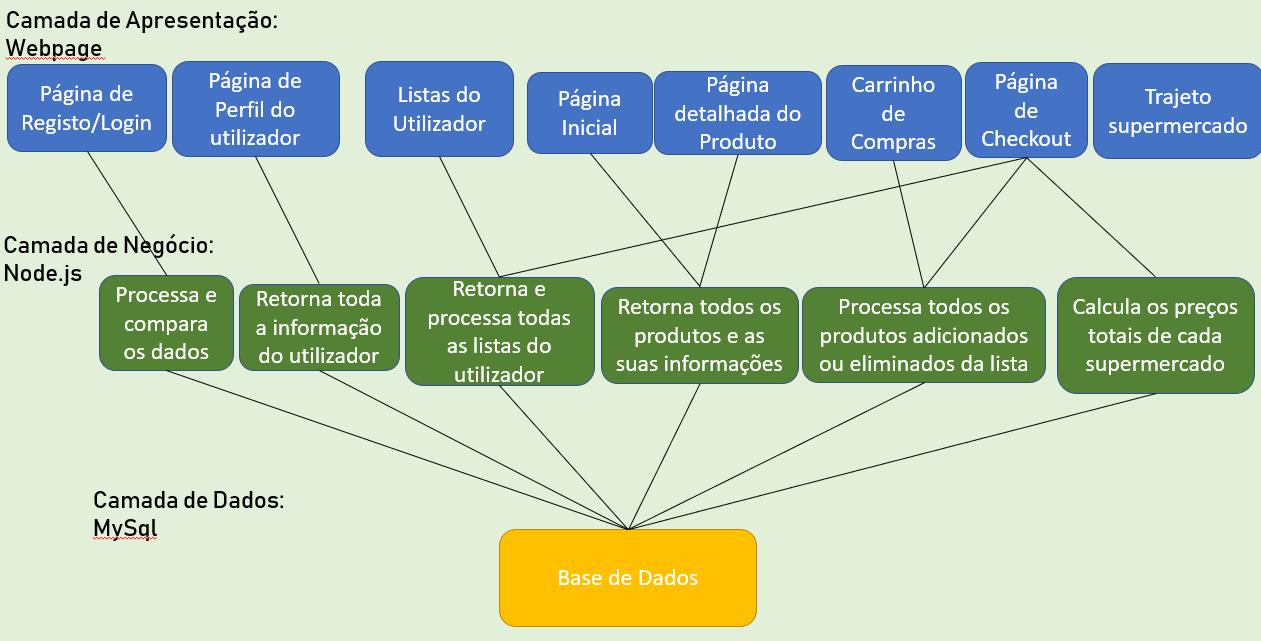 Camada de Apresentação:
Webpage
Página de
Registo/Login
Página de
Perfil do
utilizador
Listas do
Utilizador
Página
Inicial
Página
detalhada do
Produto
Carrinho
de
Compras
Página
de
Checkout
Trajeto
supermercado
Camada de Negócio:
Node.js
Processa e
compara
os dados
Retorna toda
a informação
do utilizador
Retorna e
processa todas
as listas do
utilizador
Retorna todos os
produtos e as
suas informações
Processa todos os
produtos adicionados
ou eliminados da lista
Calcula os preços
totais de cada
supermercado
Camada de Dados:
MySql
Base de Dados